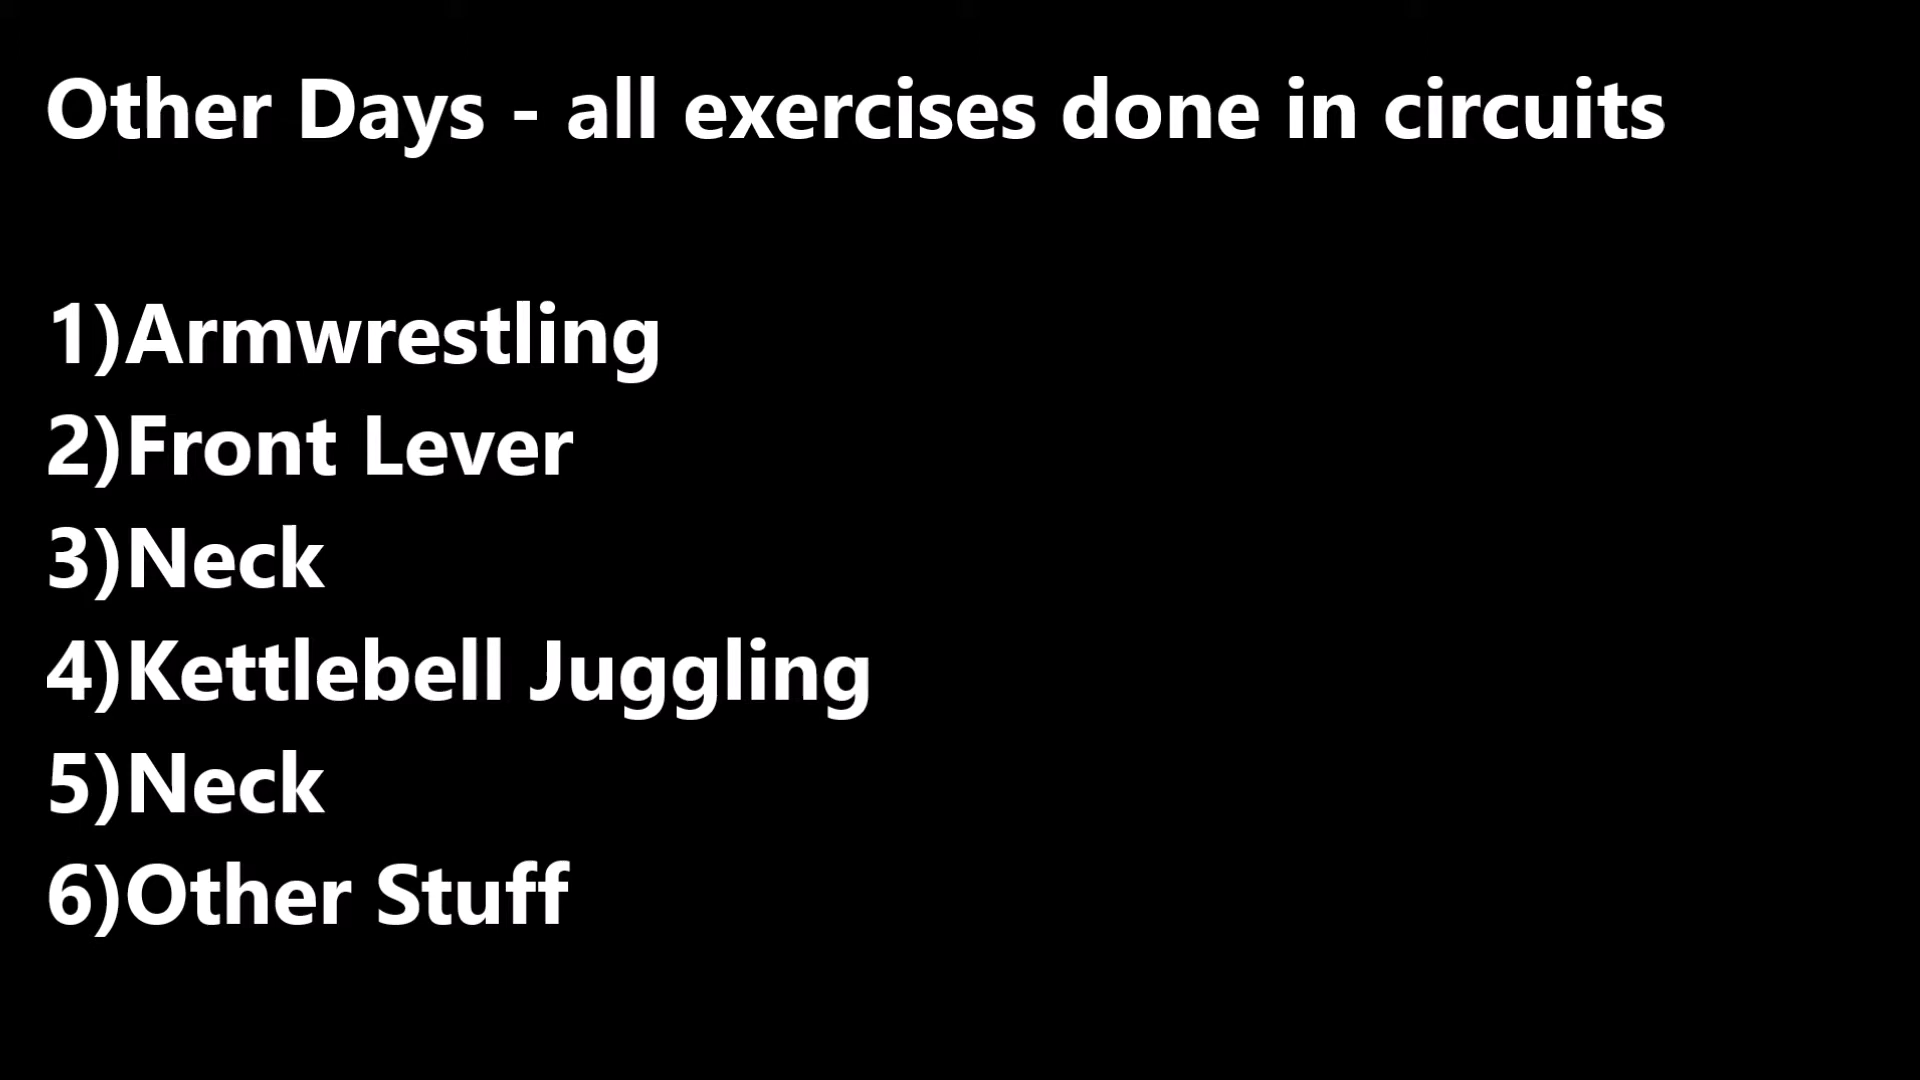 Other Days - all exercises done in circuits
1)Armwrestling
2)Front Lever
3)Neck
4)Kettlebell Juggling
5)Neck
6)Other Stuff